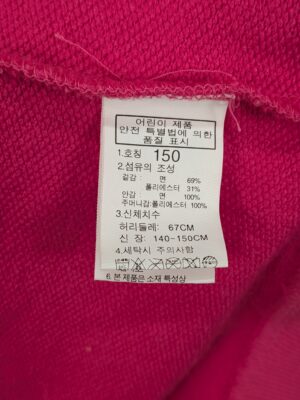 어린이 제품
안전 특별법에 의한
품질 표시
1.호칭 150
2.섬유의 조성
겉감 : 면 69%
폴리에스터 31%
안감 : 면 100%
주머니감:폴리에스터 100%
3.신체치수
허리둘레: 67CM
신 장: 140-150CM
4.세탁시 주의사항
6.본 제품은 소재 특성상